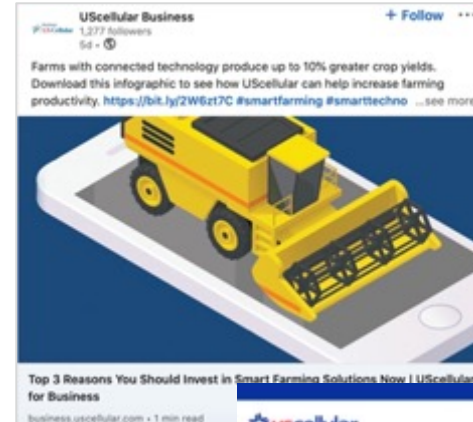 UScellular Business
+ Follow ...
1,277 followers
5d •
Farms with connected technology produce up to 10% greater crop yields.
Download this infographic to see how UScellular can help increase farming
productivity. https://bit.ly/2W6zt7C #smartfarming #smarttechno ...see more
Top 3 Reasons You Should Invest in Smart Farming Solutions Now | UScellular
for Business
business.uscellular.com • 1 min read
uscellular